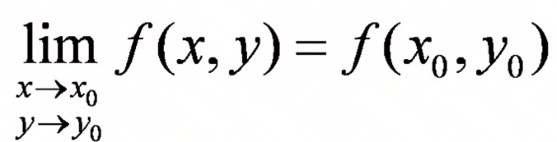 lim f(x, y) = f(x₀, y₀)
x→x₀
y→y₀